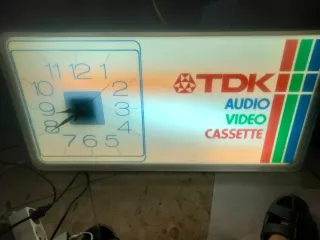 11 12 1
10 2
9 3
8 4
7 6 5
TDK
AUDIO
VIDEO
CASSETTE